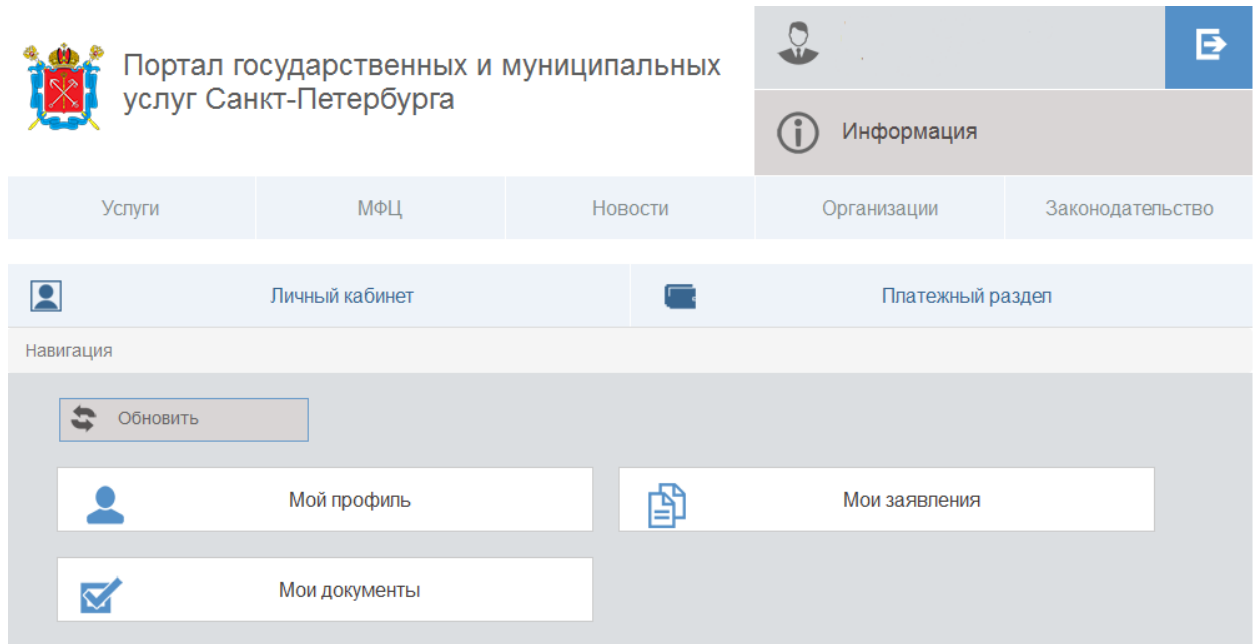 Портал государственных и муниципальных
услуг Санкт-Петербурга
Информация
Услуги
МФЦ
Новости
Организации
Законодательство
Личный кабинет
Платежный раздел
Навигация
Обновить
Мой профиль
Мои заявления
Мои документы